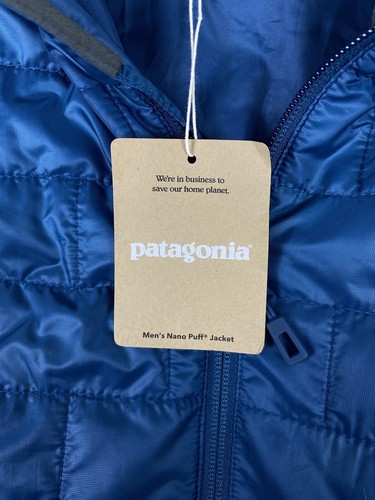 We're in business to
save our home planet.
patagonia®
Men's Nano Puff® Jacket